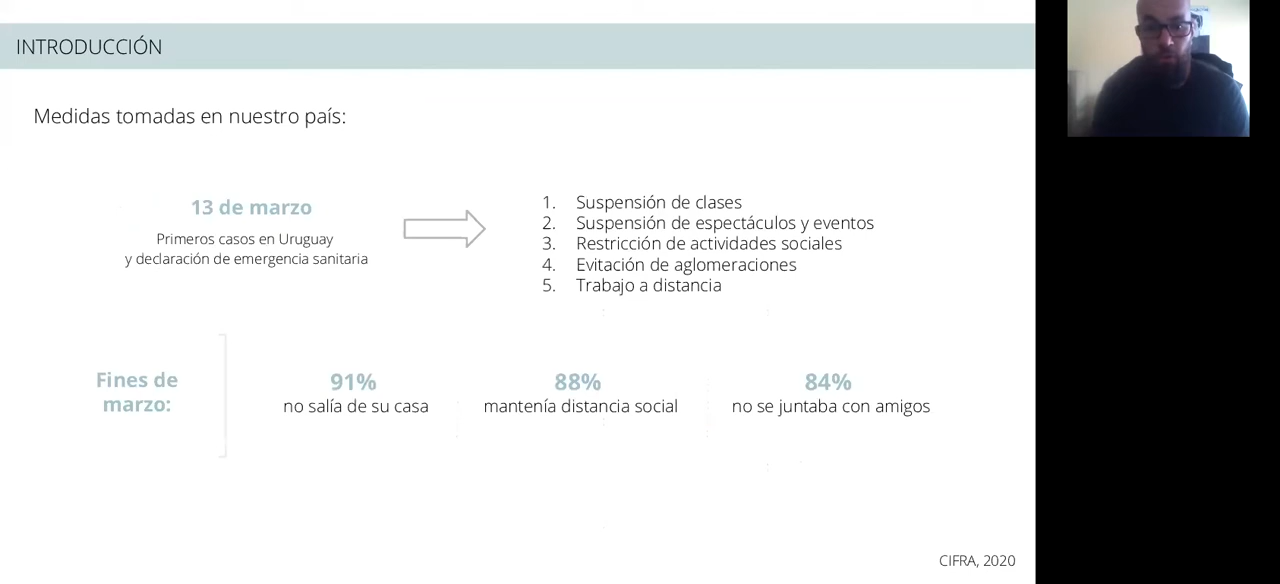 INTRODUCCIÓN
Medidas tomadas en nuestro país:
13 de marzo
Primeros casos en Uruguay
y declaración de emergencia sanitaria
1. Suspensión de clases
2. Suspensión de espectáculos y eventos
3. Restricción de actividades sociales
4. Evitación de aglomeraciones
5. Trabajo a distancia
Fines de
marzo:
91%
no salía de su casa
88%
mantenía distancia social
84%
no se juntaba con amigos
CIFRA, 2020